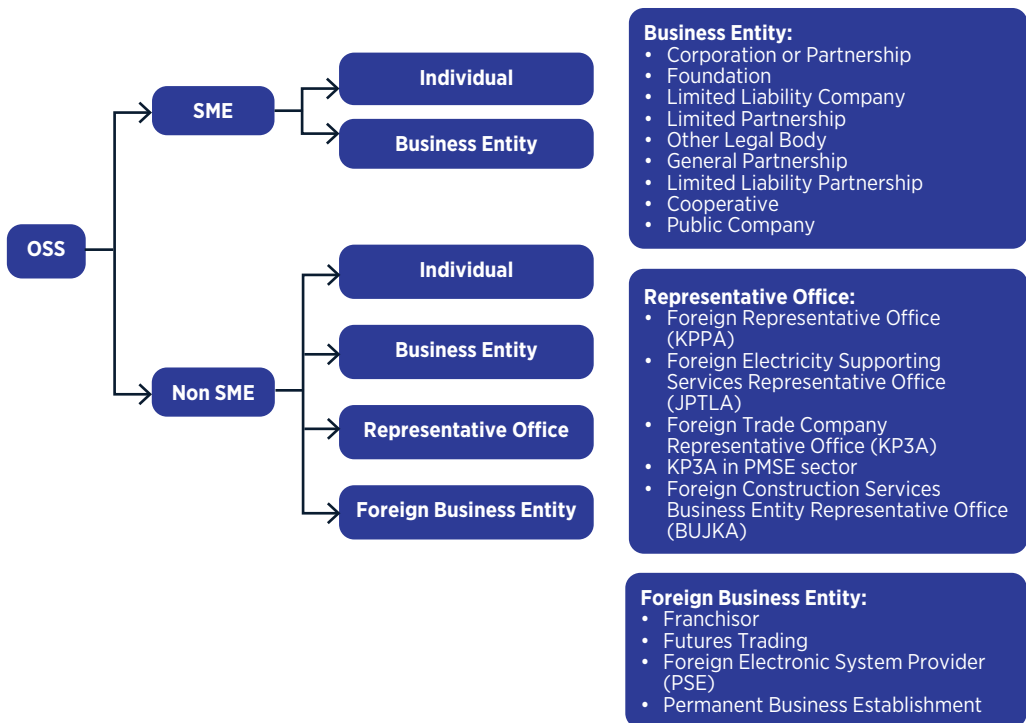 OSS
SME
Individual
Business Entity
Non SME
Individual
Business Entity
Representative Office
Foreign Business Entity
Business Entity:
• Corporation or Partnership
• Foundation
• Limited Liability Company
• Limited Partnership
• Other Legal Body
• General Partnership
• Limited Liability Partnership
• Cooperative
• Public Company
Representative Office:
• Foreign Representative Office
(KPPA)
• Foreign Electricity Supporting
Services Representative Office
(JPTLA)
• Foreign Trade Company
Representative Office (KP3A)
• KP3A in PMSE sector
• Foreign Construction Services
Business Entity Representative Office
(BUJKA)
Foreign Business Entity:
• Franchisor
• Futures Trading
• Foreign Electronic System Provider
(PSE)
• Permanent Business Establishment